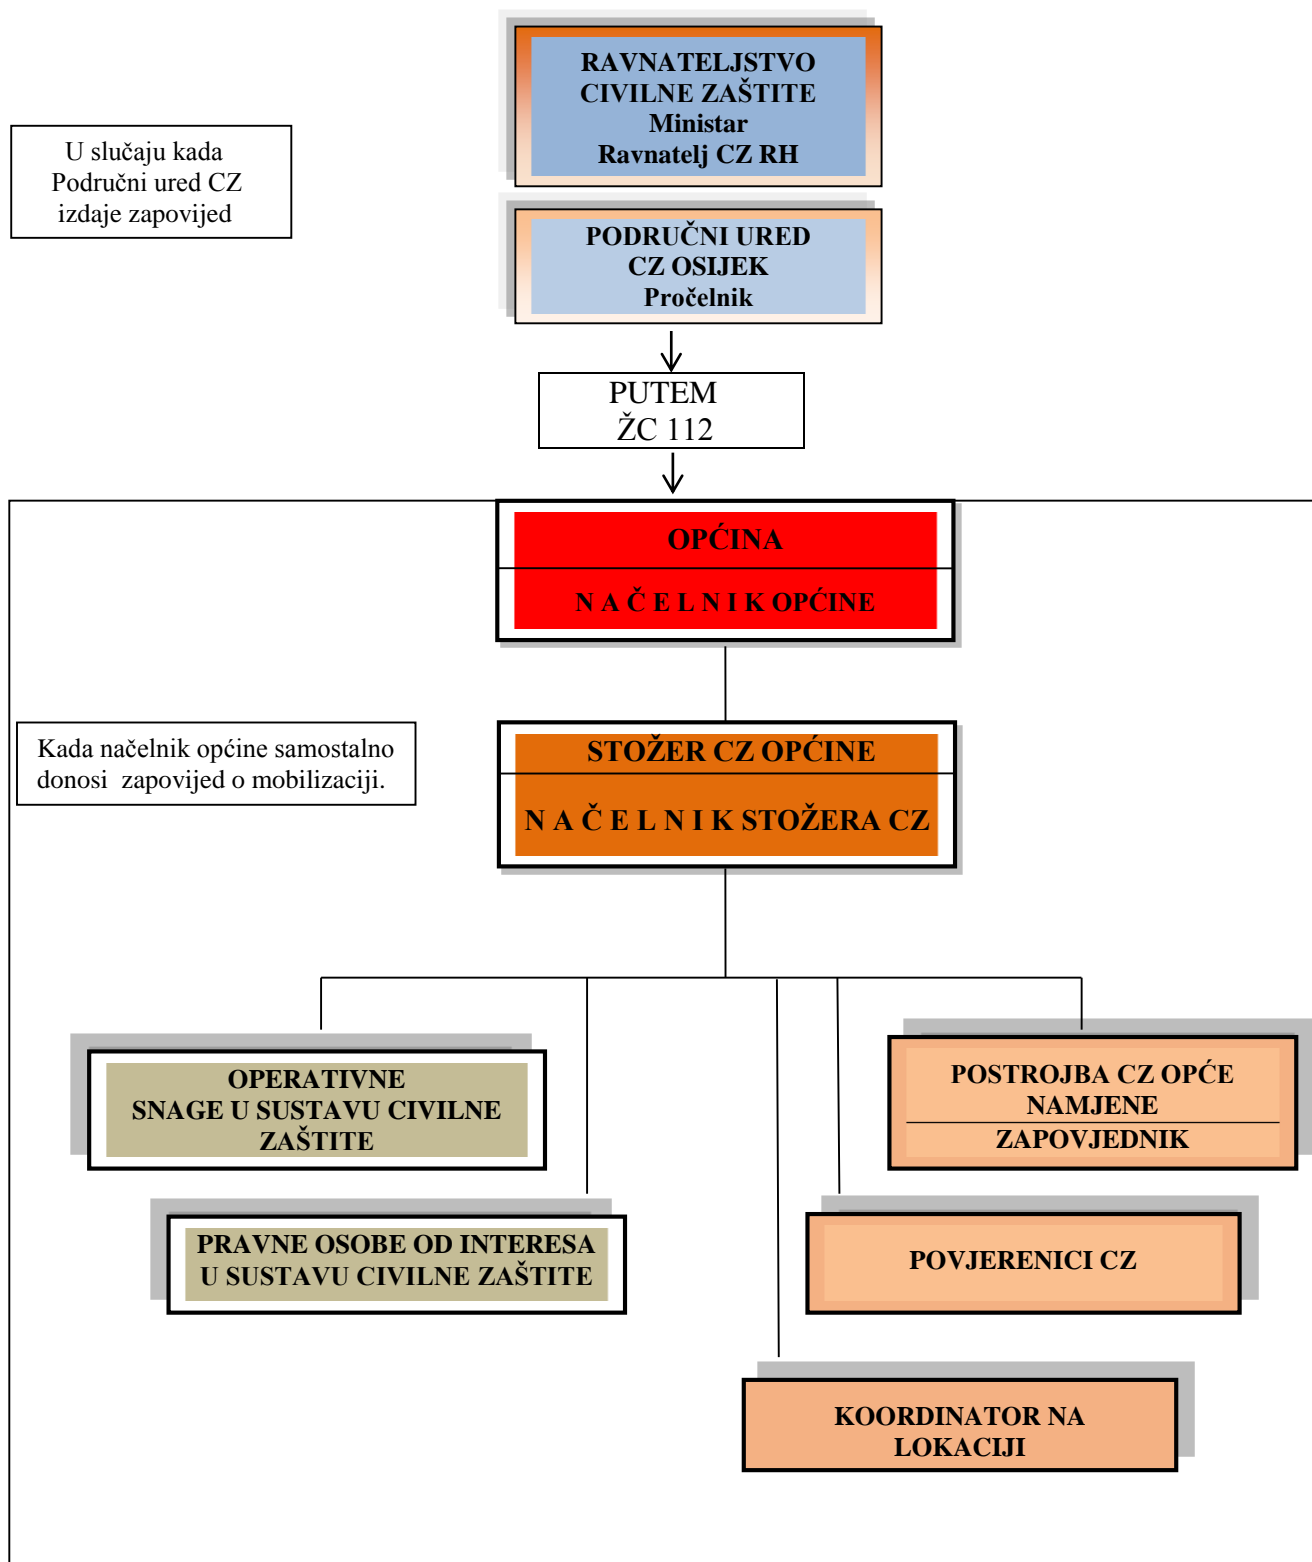 RAVNATELJSTVO
CIVILNE ZAŠTITE
Ministar
Ravnatelj CZ RH
U slučaju kada
Područni ured CZ
izdaje zapovijed
PODRUČNI URED
CZ OSIJEK
Pročelnik
PUTEM
ŽC 112
OPĆINA
N A Č E L N I K OPĆINE
Kada načelnik općine samostalno
donosi zapovijed o mobilizaciji.
STOŽER CZ OPĆINE
N A Č E L N I K STOŽERA CZ
OPERATIVNE
SNAGE U SUSTAVU CIVILNE
ZAŠTITE
POSTROJBA CZ OPĆE
NAMJENE
ZAPOVJEDNIK
PRAVNE OSOBE OD INTERESA
U SUSTAVU CIVILNE ZAŠTITE
POVJERENICI CZ
KOORDINATOR NA
LOKACIJI